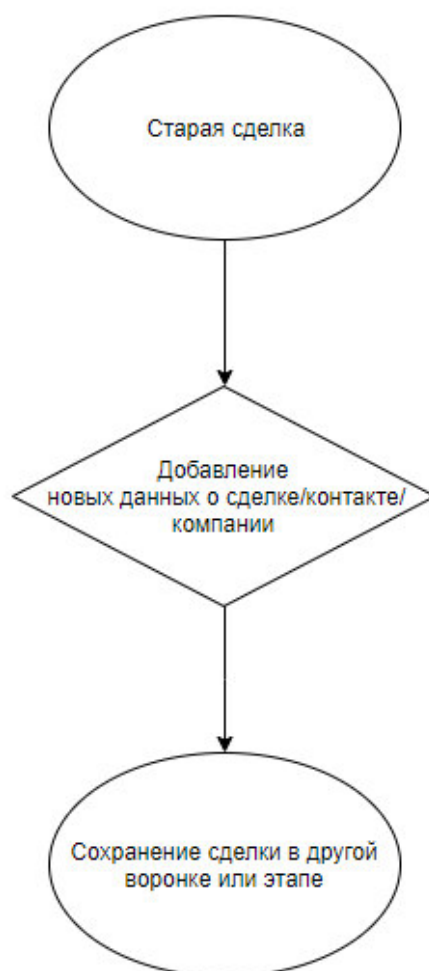 Старая сделка
Добавление
новых данных о сделке/контакте/
компании
Сохранение сделки в другой
воронке или этапе